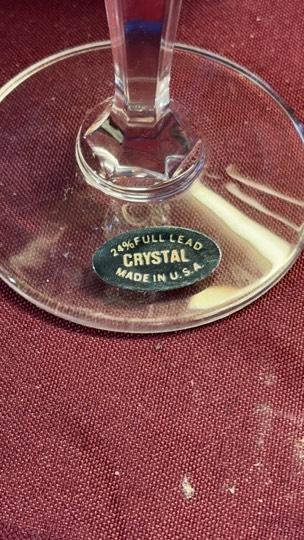 24% FULL LEAD
CRYSTAL
MADE IN U.S.A.